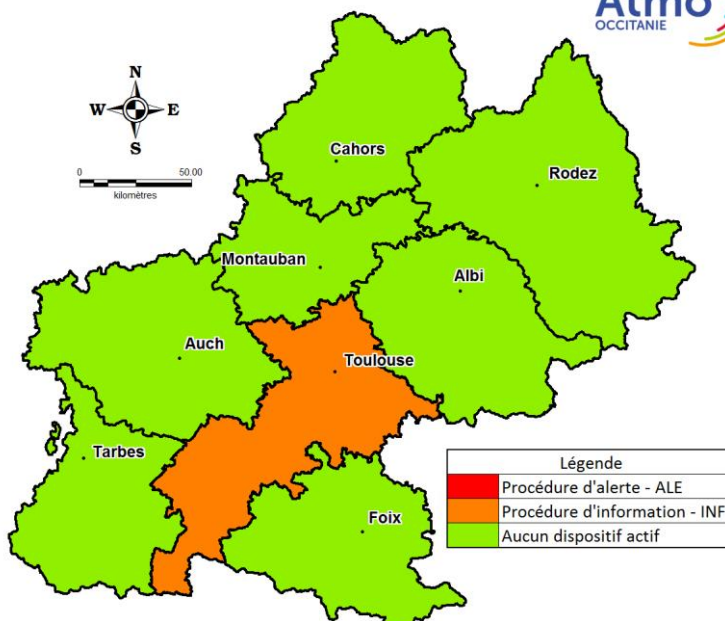 Atmo
OCCITANIE
N
W E
S
0 50.00
kilomètres
Cahors
Rodez
Montauban
Albi
Auch
Toulouse
Tarbes
Foix
Légende
Procédure d'alerte - ALE
Procédure d'information - INF
Aucun dispositif actif